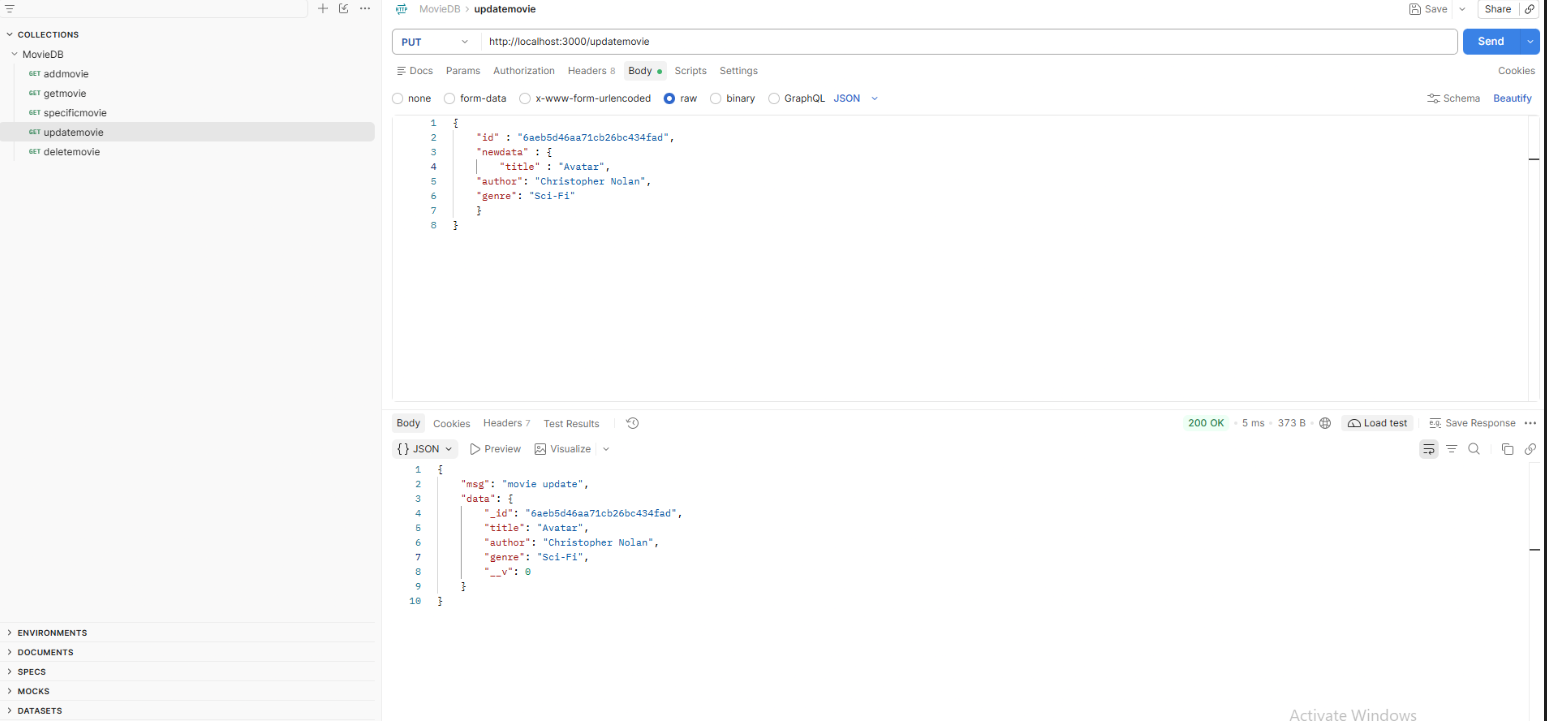 MovieDB > updatemovie
Save
Share
COLLECTIONS
MovieDB
GET addmovie
GET getmovie
GET specificmovie
GET updatemovie
GET deletemovie
ENVIRONMENTS
DOCUMENTS
SPECS
MOCKS
DATASETS
PUT http://localhost:3000/updatemovie Send
Docs Params Authorization Headers 8 Body Scripts Settings Cookies
none form-data x-www-form-urlencoded raw binary GraphQL JSON Schema Beautify
1 {
2 "id" : "6aeb5d46aa71cb26bc434fad",
3 "newdata" : {
4 "title" : "Avatar",
5 "author": "Christopher Nolan",
6 "genre": "Sci-Fi"
7 }
8 }
Body Cookies Headers 7 Test Results 200 OK • 5 ms • 373 B • Load test Save Response
{} JSON Preview Visualize
1 {
2 "msg": "movie update",
3 "data": {
4 "_id": "6aeb5d46aa71cb26bc434fad",
5 "title": "Avatar",
6 "author": "Christopher Nolan",
7 "genre": "Sci-Fi",
8 "__v": 0
9 }
10 }
Activate Windows